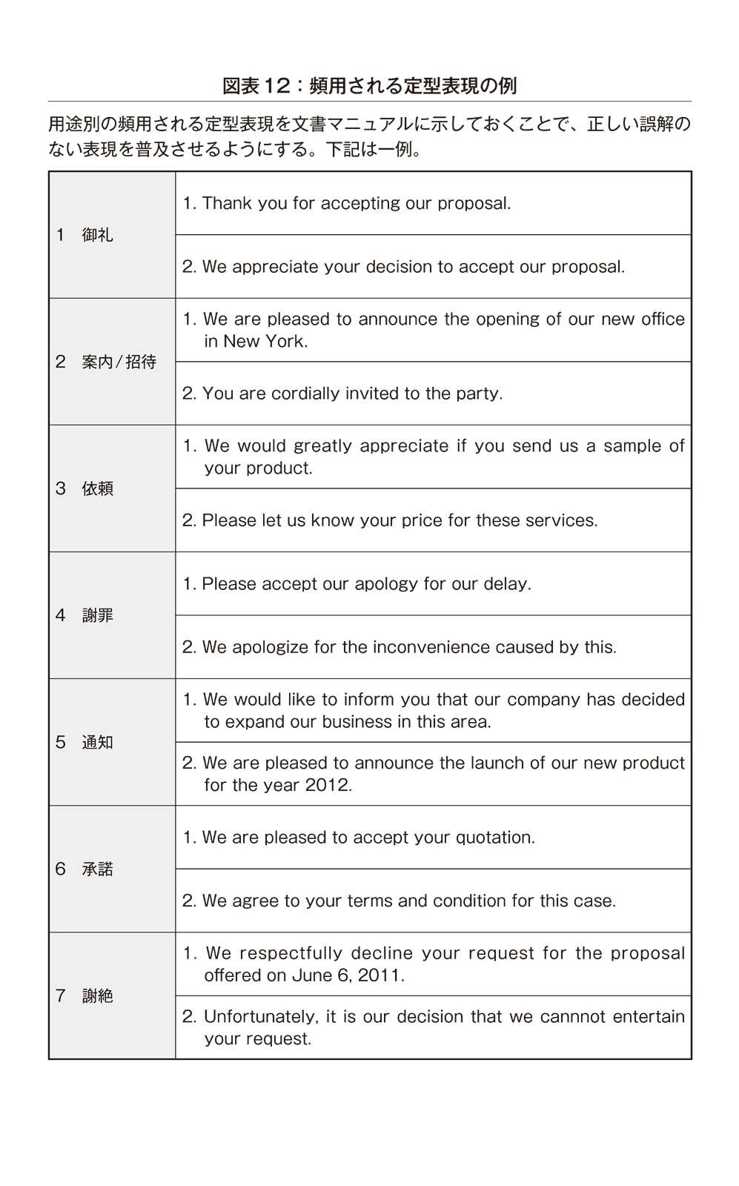 図表12：頻用される定型表現の例
用途別の頻用される定型表現を文書マニュアルに示しておくことで、正しい誤解の
ない表現を普及させるようにする。下記は一例。
1 御礼
1. Thank you for accepting our proposal.
2. We appreciate your decision to accept our proposal.
2 案内/招待
1. We are pleased to announce the opening of our new office
in New York.
2. You are cordially invited to the party.
3 依頼
1. We would greatly appreciate if you send us a sample of
your product.
2. Please let us know your price for these services.
4 謝罪
1. Please accept our apology for our delay.
2. We apologize for the inconvenience caused by this.
5 通知
1. We would like to inform you that our company has decided
to expand our business in this area.
2. We are pleased to announce the launch of our new product
for the year 2012.
6 承諾
1. We are pleased to accept your quotation.
2. We agree to your terms and condition for this case.
7 謝絶
1. We respectfully decline your request for the proposal
offered on June 6, 2011.
2. Unfortunately, it is our decision that we cannnot entertain
your request.